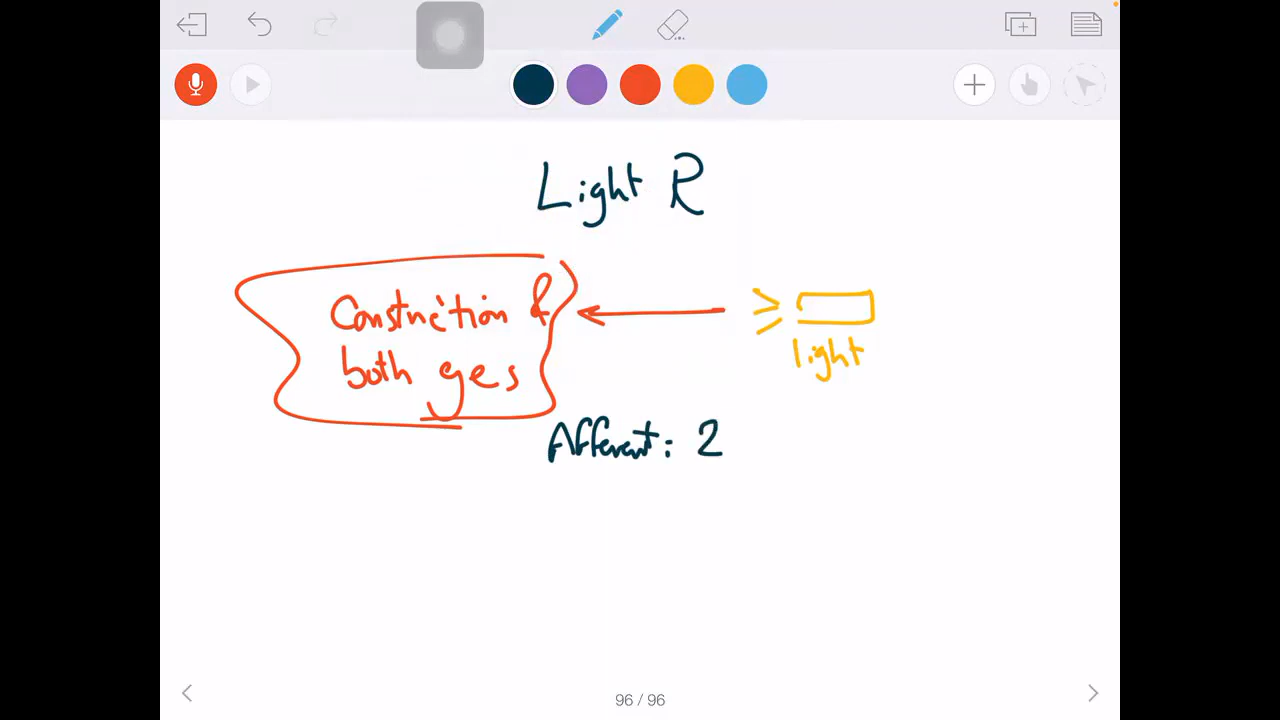 Light R
Constriction of
both eyes
light
Afferent: 2
96 / 96